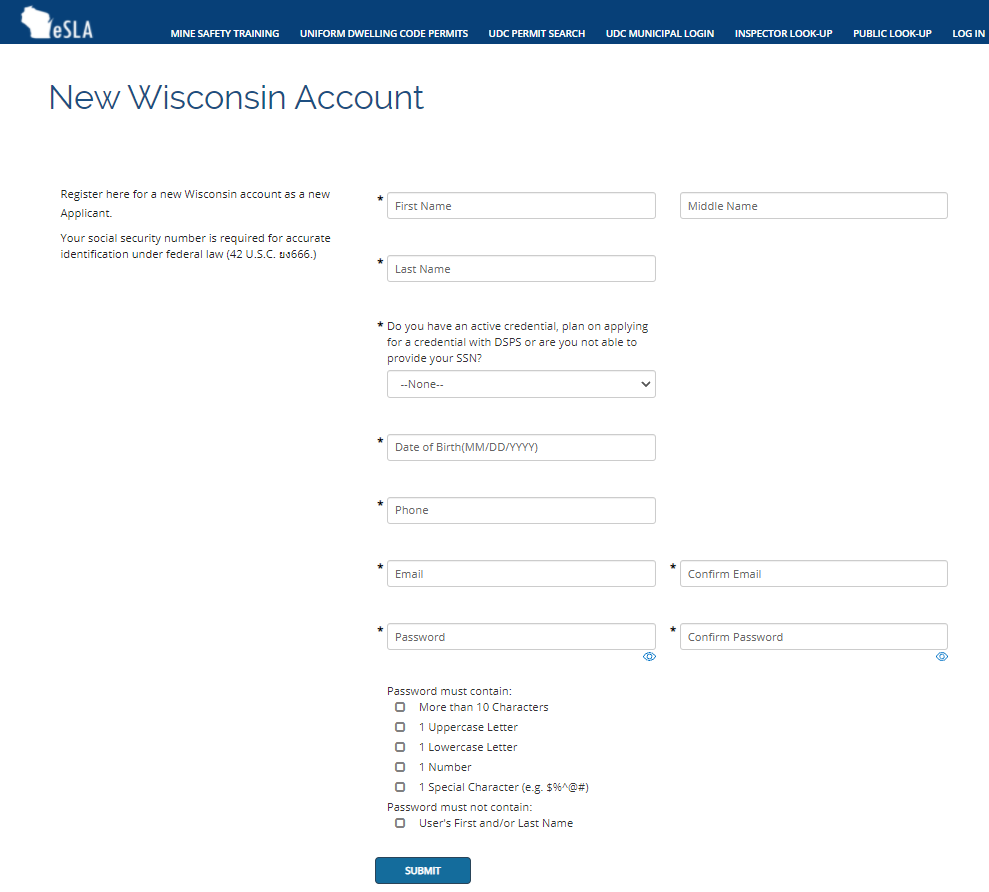 eSLA
MINE SAFETY TRAINING UNIFORM DWELLING CODE PERMITS UDC PERMIT SEARCH UDC MUNICIPAL LOGIN INSPECTOR LOOK-UP PUBLIC LOOK-UP LOG IN
New Wisconsin Account
Register here for a new Wisconsin account as a new
Applicant.
Your social security number is required for accurate
identification under federal law (42 U.S.C. 666.)
* First Name
Middle Name
* Last Name
* Do you have an active credential, plan on applying
for a credential with DSPS or are you not able to
provide your SSN?
--None--
* Date of Birth(MM/DD/YYYY)
* Phone
* Email
* Confirm Email
* Password
* Confirm Password
Password must contain:
More than 10 Characters
1 Uppercase Letter
1 Lowercase Letter
1 Number
1 Special Character (e.g. $%^@#)
Password must not contain:
User's First and/or Last Name
SUBMIT